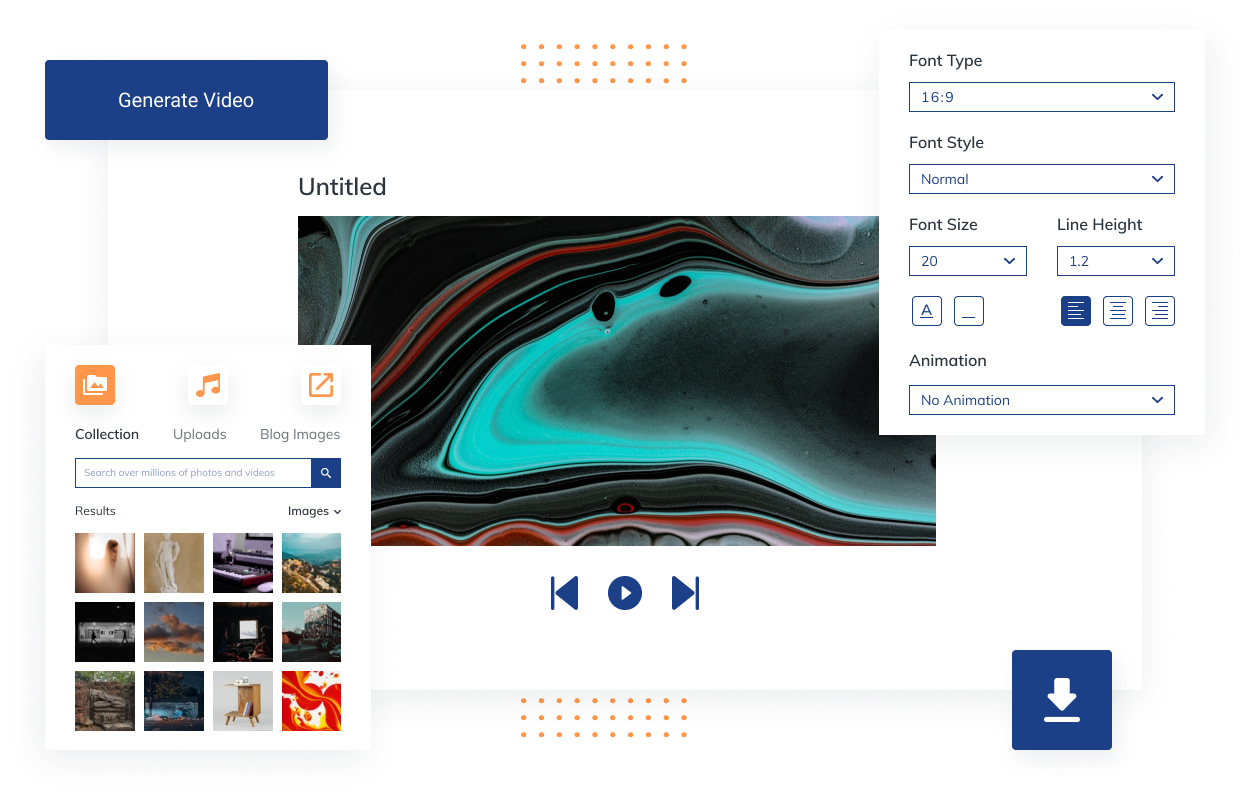 Generate Video
Untitled
Font Type
16:9
Font Style
Normal
Font Size Line Height
20 1.2
A
Animation
No Animation
Collection Uploads Blog Images
Search over millions of photos and videos
Results Images